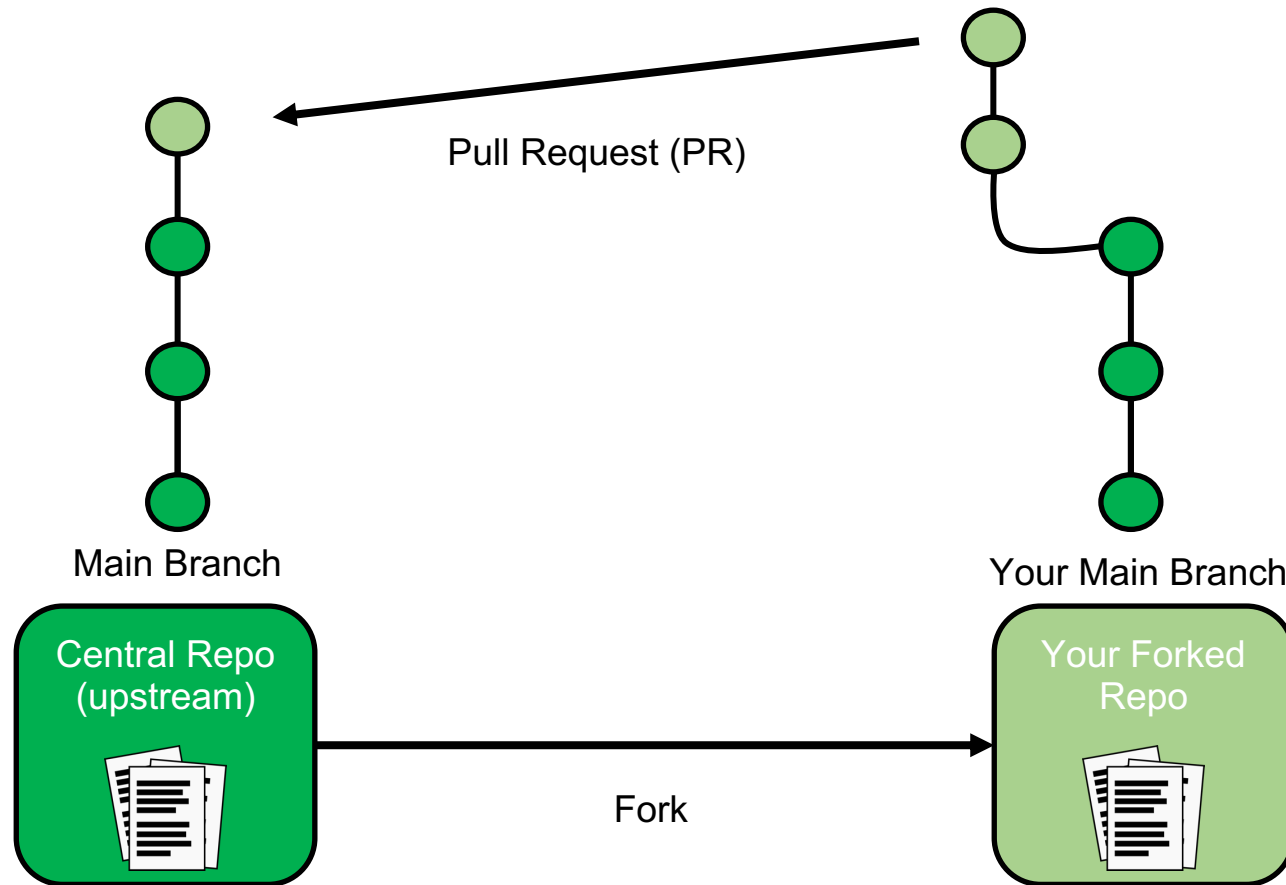 Pull Request (PR)
Main Branch
Your Main Branch
Central Repo
(upstream)
Your Forked
Repo
Fork